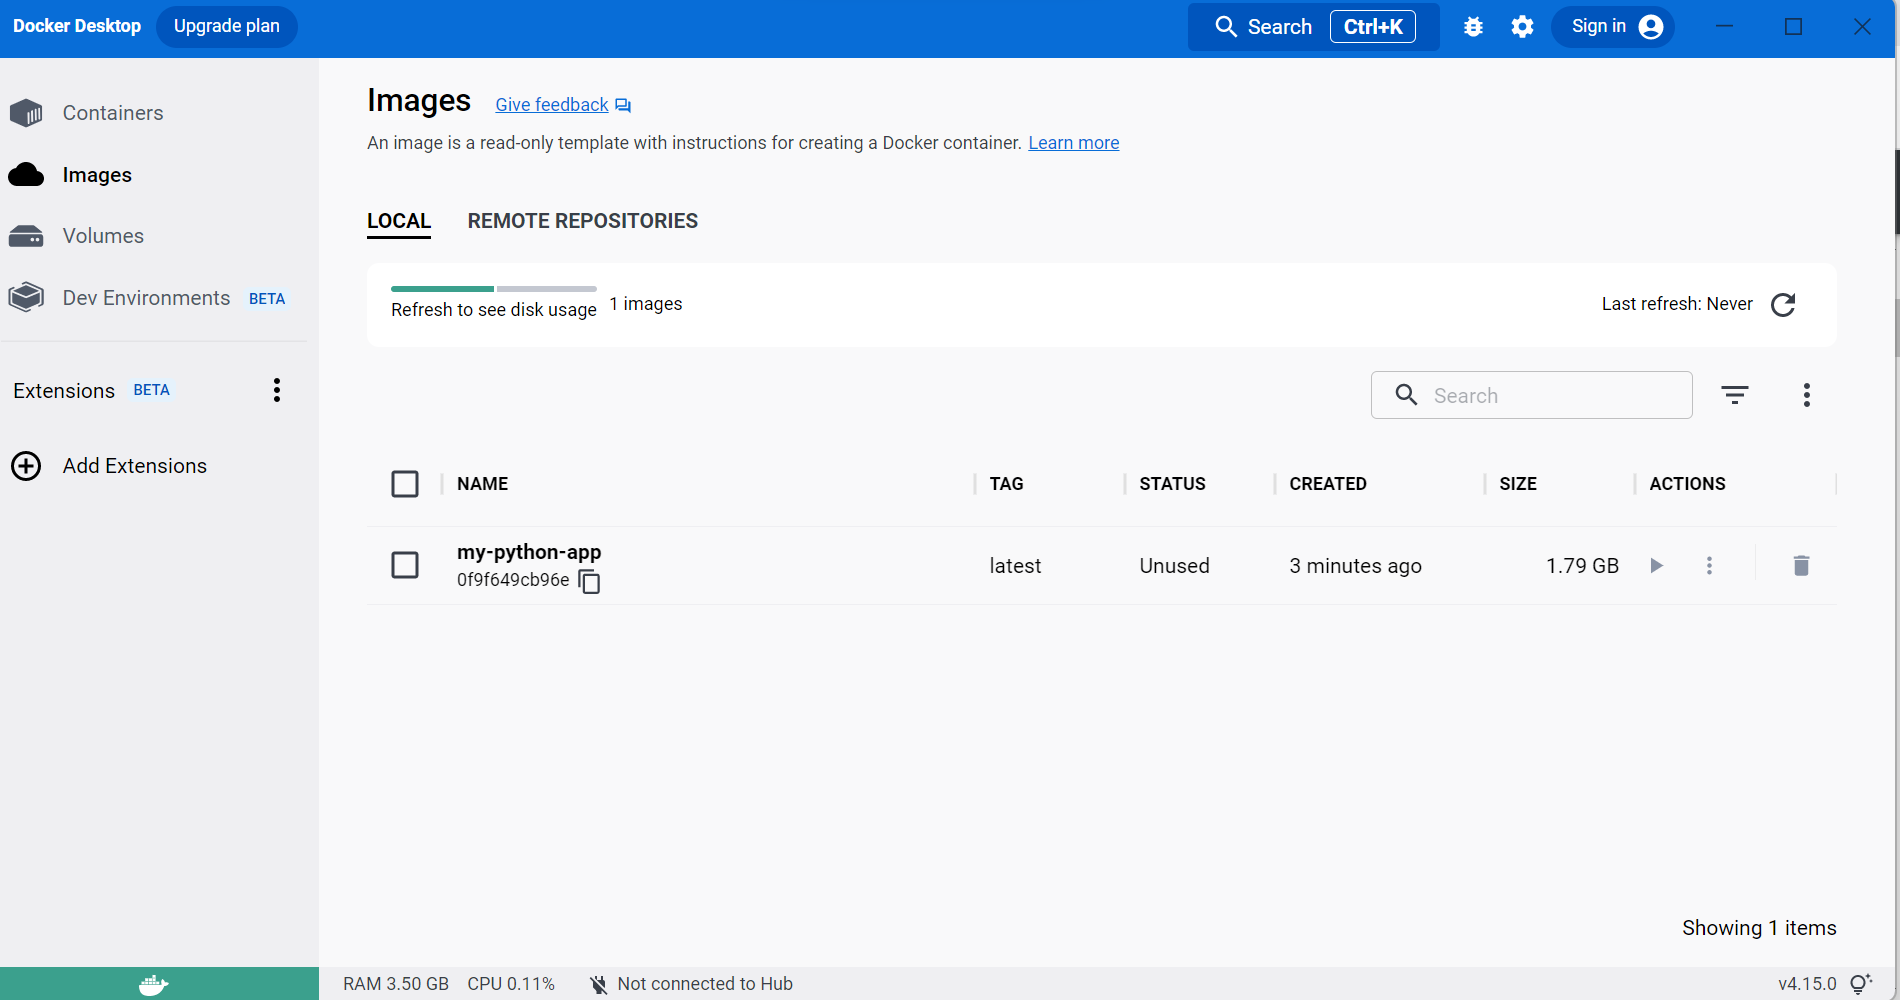 Docker Desktop Upgrade plan Search Ctrl+K Sign in
Containers
Images
Volumes
Dev Environments BETA
Extensions BETA
Add Extensions
Images Give feedback
An image is a read-only template with instructions for creating a Docker container. Learn more
LOCAL REMOTE REPOSITORIES
Refresh to see disk usage 1 images Last refresh: Never
Search
NAME TAG STATUS CREATED SIZE ACTIONS
my-python-app
0f9f649cb96e latest Unused 3 minutes ago 1.79 GB
Showing 1 items
RAM 3.50 GB CPU 0.11% Not connected to Hub v4.15.0